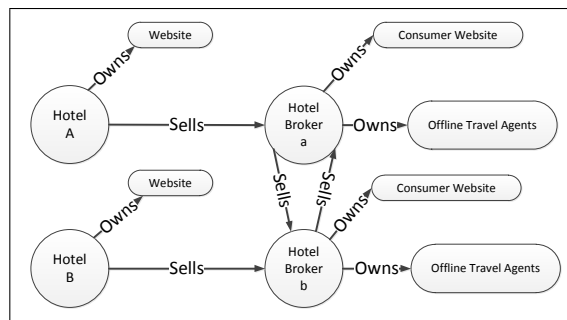 Website
Consumer Website
Owns
Owns
Hotel
A
Sells
Hotel
Broker
a
Owns
Offline Travel Agents
Website
Sells
Sells
Consumer Website
Owns
Owns
Hotel
B
Sells
Hotel
Broker
b
Owns
Offline Travel Agents